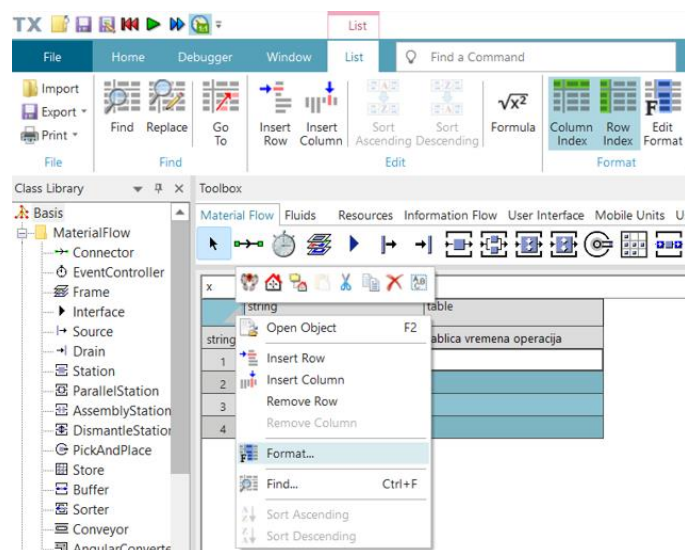 TX
List
File Home Debugger Window List Find a Command
Import
Export
Print
Find Replace Go To Insert Row Insert Column Sort Ascending Sort Descending √x² Formula Column Index Row Index Edit Format
File Find Edit Format
Class Library Toolbox
Basis
Material Flow Fluids Resources Information Flow User Interface Mobile Units U
MaterialFlow
Connector
EventController
Frame
Interface
Source
Drain
Station
ParallelStation
AssemblyStation
DismantleStation
PickAndPlace
Store
Buffer
Sorter
Conveyor
AngularConverte
x
string table
string ablica vremena operacija
1
2
3
4
Open Object F2
Insert Row
Insert Column
Remove Row
Remove Column
Format...
Find... Ctrl+F
Sort Ascending
Sort Descending